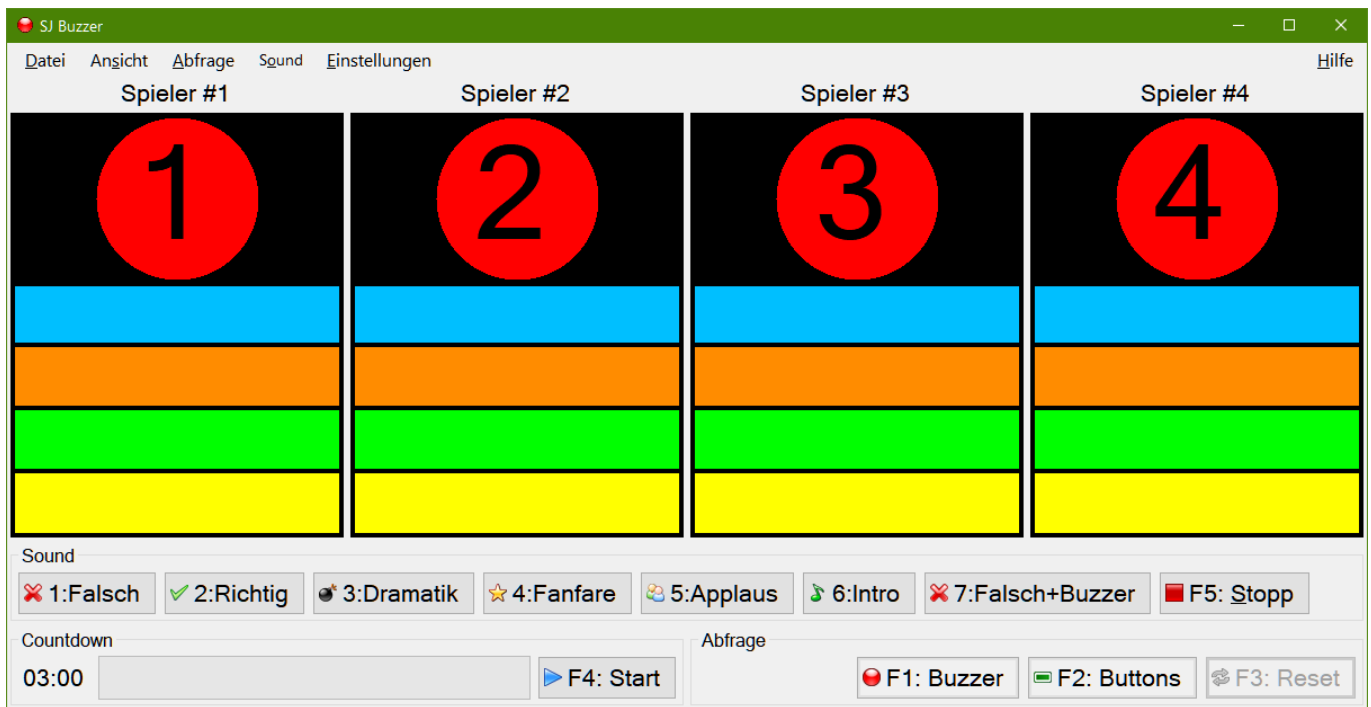 SJ Buzzer
Datei Ansicht Abfrage Sound Einstellungen Hilfe
Spieler #1 Spieler #2 Spieler #3 Spieler #4
1 2 3 4
Sound
1:Falsch 2:Richtig 3:Dramatik 4:Fanfare 5:Applaus 6:Intro 7:Falsch+Buzzer F5: Stopp
Countdown Abfrage
03:00 F4: Start F1: Buzzer F2: Buttons F3: Reset